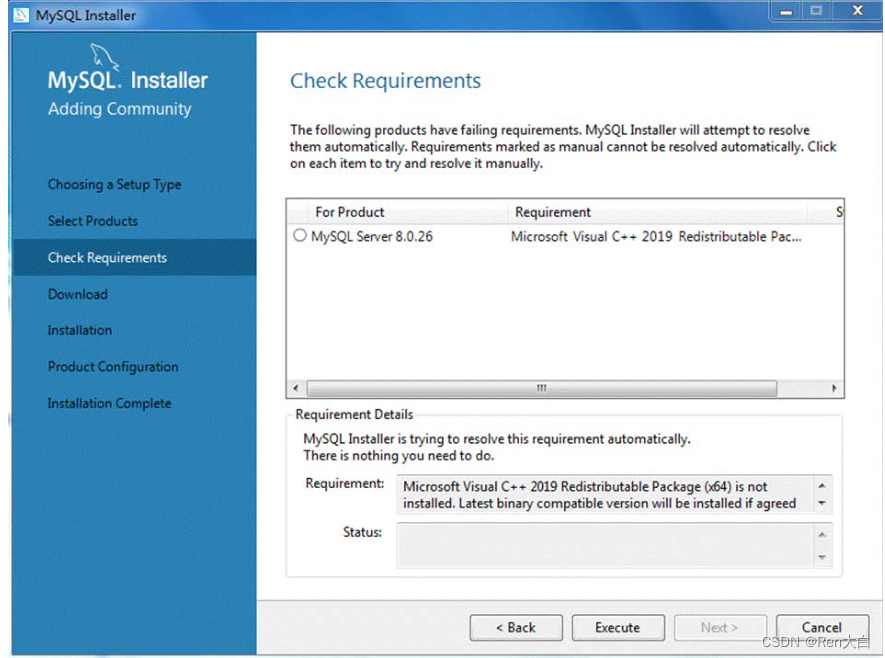 MySQL Installer
MySQL. Installer
Adding Community
Choosing a Setup Type
Select Products
Check Requirements
Download
Installation
Product Configuration
Installation Complete
Check Requirements
The following products have failing requirements. MySQL Installer will attempt to resolve
them automatically. Requirements marked as manual cannot be resolved automatically. Click
on each item to try and resolve it manually.
For Product Requirement S
MySQL Server 8.0.26 Microsoft Visual C++ 2019 Redistributable Pac...
Requirement Details
MySQL Installer is trying to resolve this requirement automatically.
There is nothing you need to do.
Requirement: Microsoft Visual C++ 2019 Redistributable Package (x64) is not
installed. Latest binary compatible version will be installed if agreed
Status:
< Back Execute Next > Cancel
CSDN @Ren大白